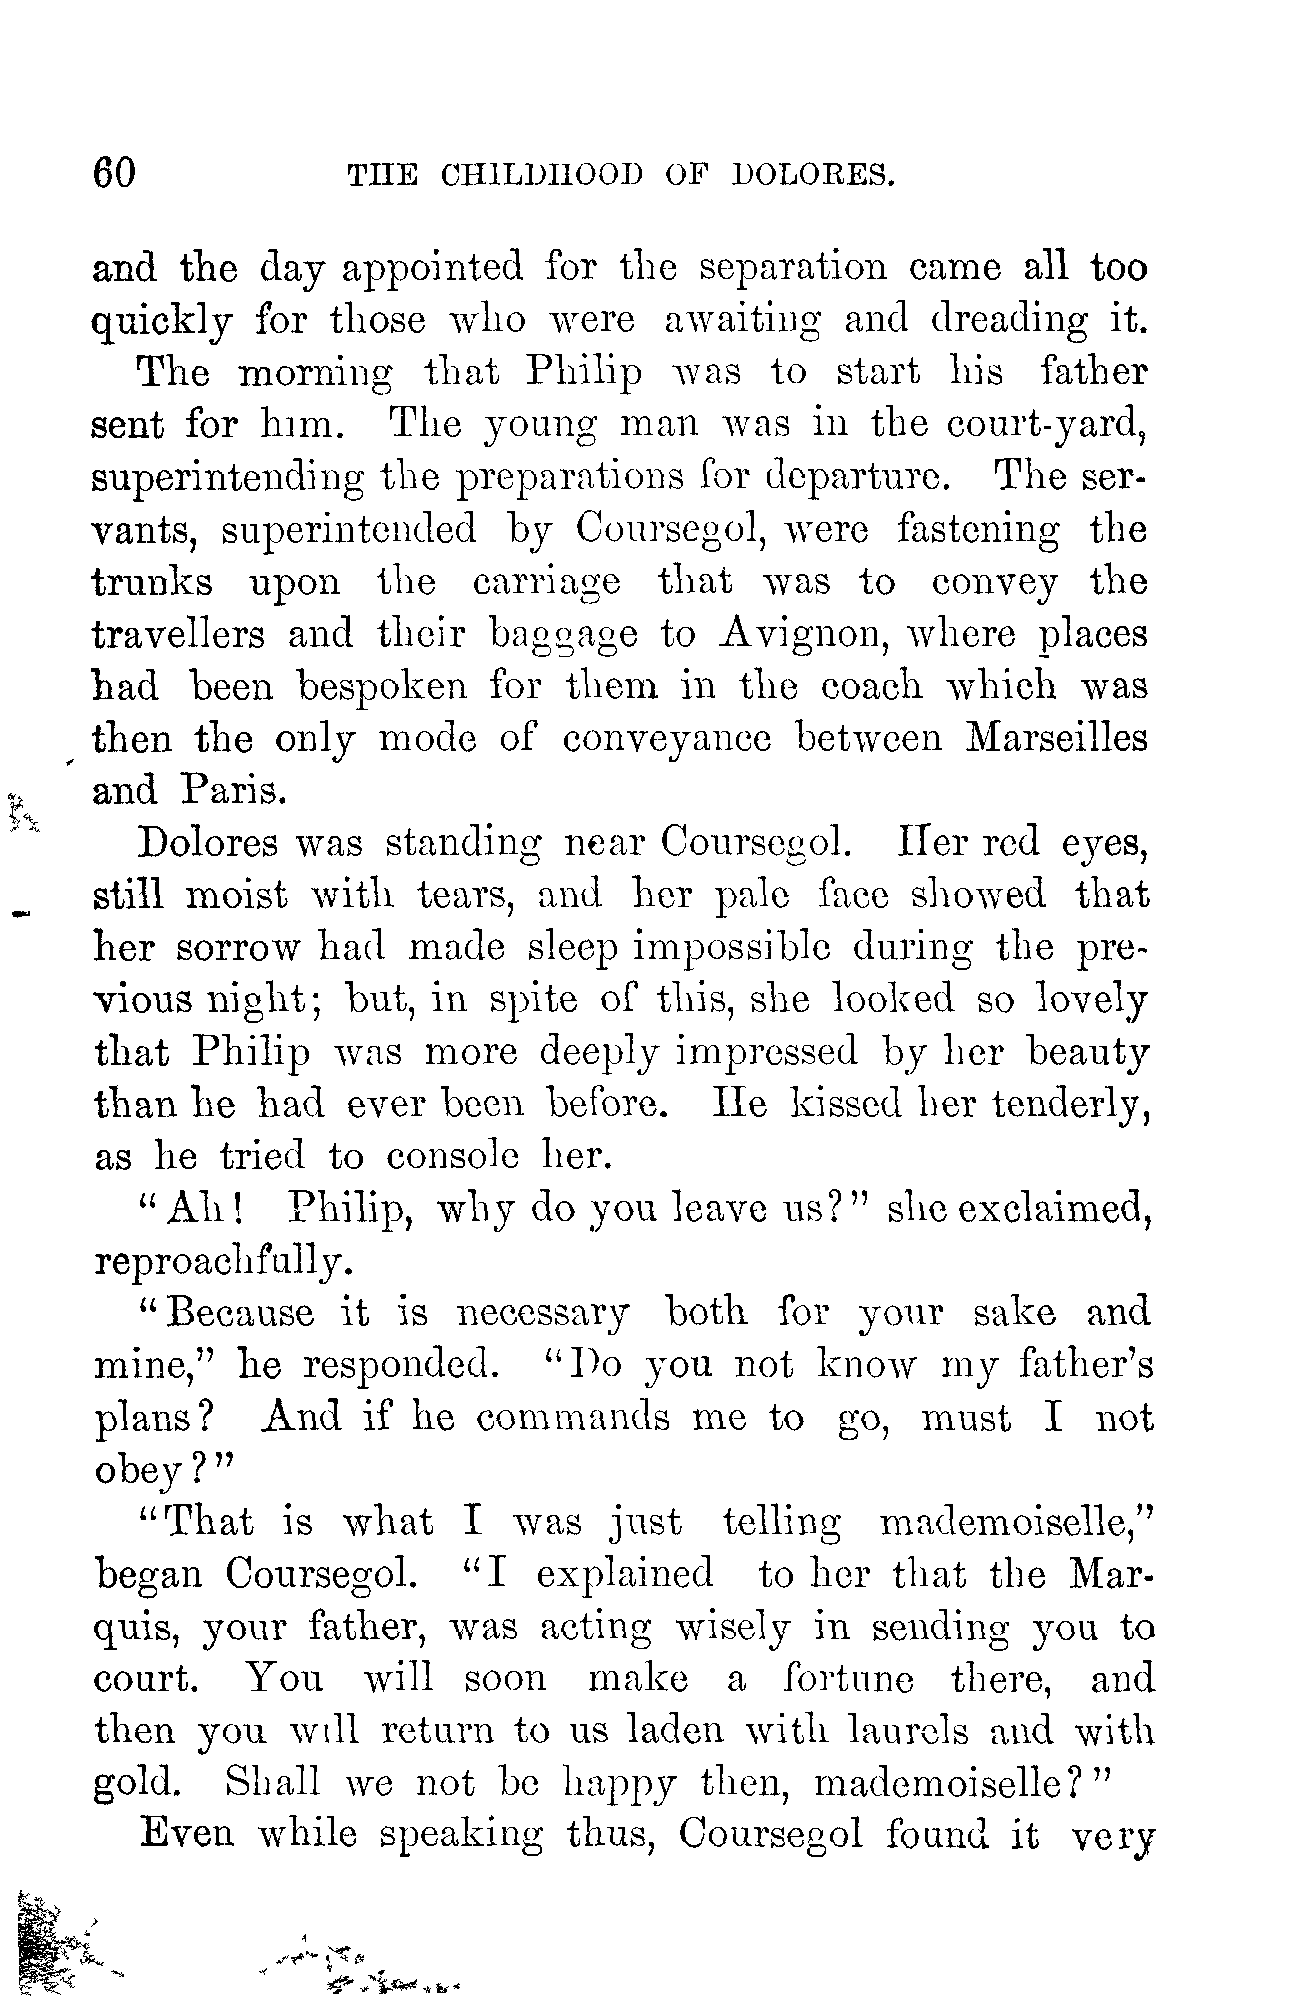 60 THE CHILDHOOD OF DOLORES.
and the day appointed for the separation came all too
quickly for those who were awaiting and dreading it.
The morning that Philip was to start his father
sent for him. The young man was in the court-yard,
superintending the preparations for departure. The ser-
vants, superintended by Coursegol, were fastening the
trunks upon the carriage that was to convey the
travellers and their baggage to Avignon, where places
had been bespoken for them in the coach which was
then the only mode of conveyance between Marseilles
and Paris.
Dolores was standing near Coursegol. Her red eyes,
still moist with tears, and her pale face showed that
her sorrow had made sleep impossible during the pre-
vious night; but, in spite of this, she looked so lovely
that Philip was more deeply impressed by her beauty
than he had ever been before. He kissed her tenderly,
as he tried to console her.
"Ah! Philip, why do you leave us?" she exclaimed,
reproachfully.
"Because it is necessary both for your sake and
mine," he responded. "Do you not know my father's
plans? And if he commands me to go, must I not
obey?"
"That is what I was just telling mademoiselle,"
began Coursegol. "I explained to her that the Mar-
quis, your father, was acting wisely in sending you to
court. You will soon make a fortune there, and
then you will return to us laden with laurels and with
gold. Shall we not be happy then, mademoiselle?"
Even while speaking thus, Coursegol found it very